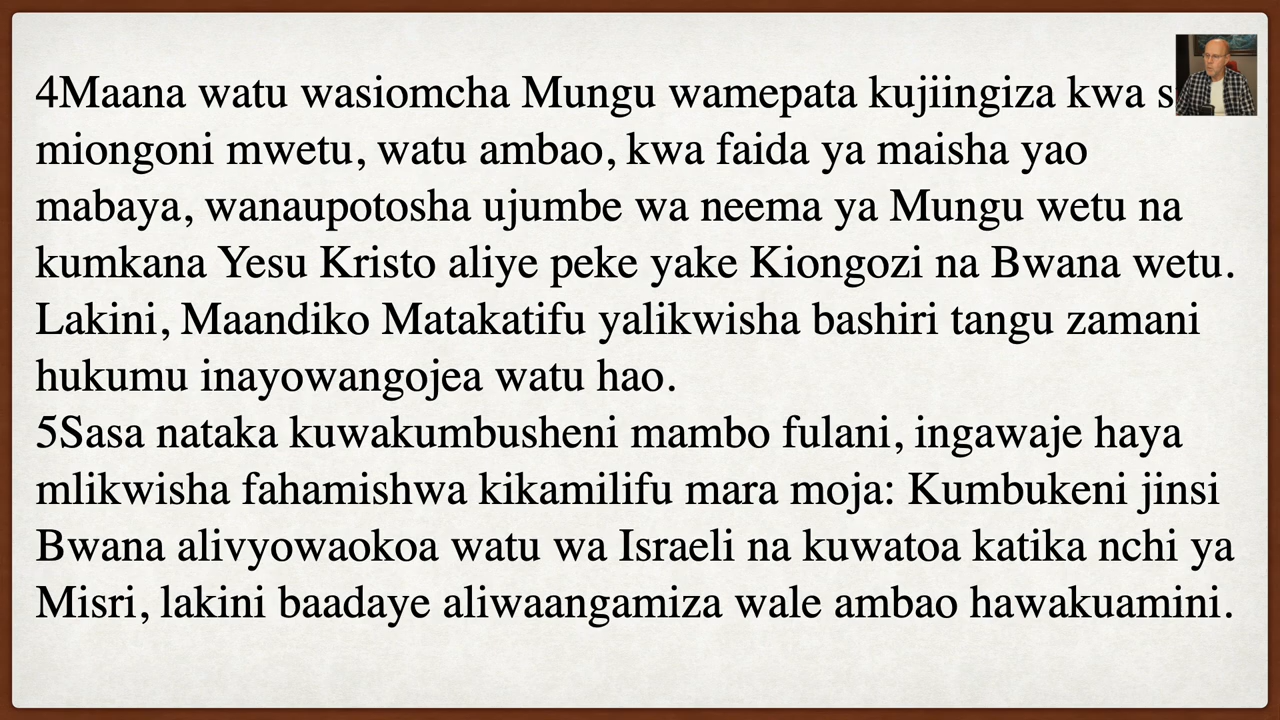 4Maana watu wasiomcha Mungu wamepata kujiingiza kwa
miongoni mwetu, watu ambao, kwa faida ya maisha yao
mabaya, wanaupotosha ujumbe wa neema ya Mungu wetu na
kumkana Yesu Kristo aliye peke yake Kiongozi na Bwana wetu.
Lakini, Maandiko Matakatifu yalikwisha bashiri tangu zamani
hukumu inayowangojea watu hao.
5Sasa nataka kuwakumbusheni mambo fulani, ingawaje haya
mlikwisha fahamishwa kikamilifu mara moja: Kumbukeni jinsi
Bwana alivyowaokoa watu wa Israeli na kuwatoa katika nchi ya
Misri, lakini baadaye aliwaangamiza wale ambao hawakuamini.